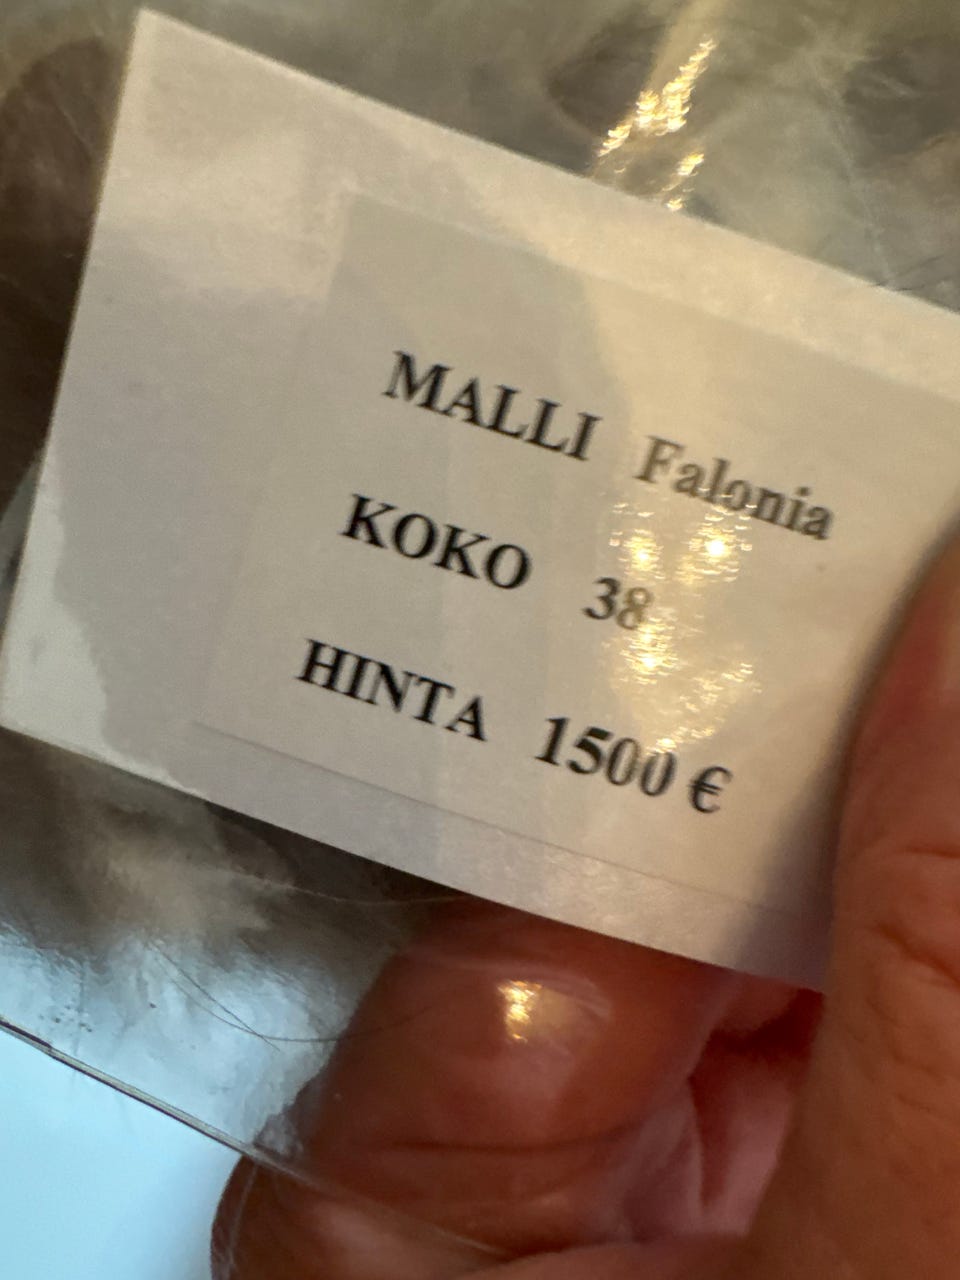 MALLI Falonia
KOKO 38
HINTA 1500 €